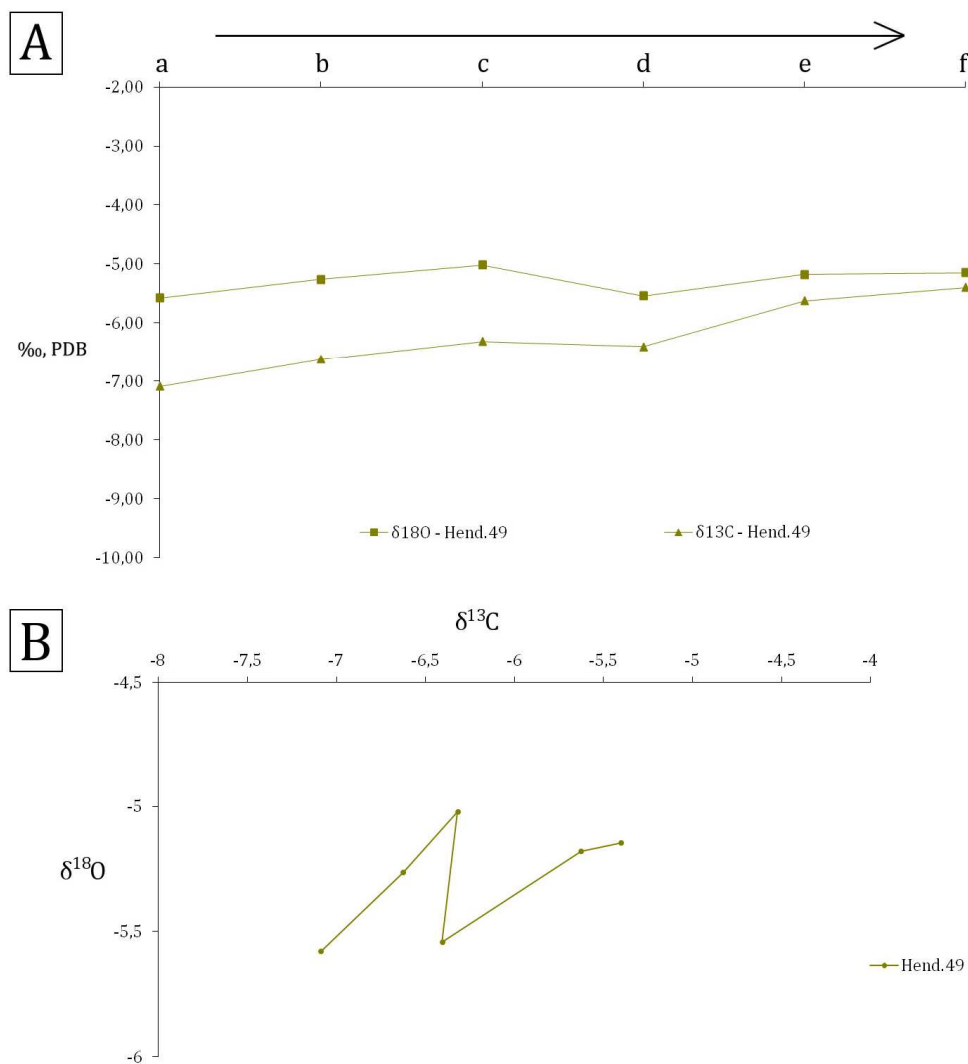 A
a b c d e f
-2,00
-3,00
-4,00
-5,00
-6,00
‰, PDB
-7,00
-8,00
-9,00
δ18O - Hend.49 δ13C - Hend.49
-10,00
B
δ13C
-8 -7,5 -7 -6,5 -6 -5,5 -5 -4,5 -4
-4,5
-5
δ18O
-5,5
Hend.49
-6